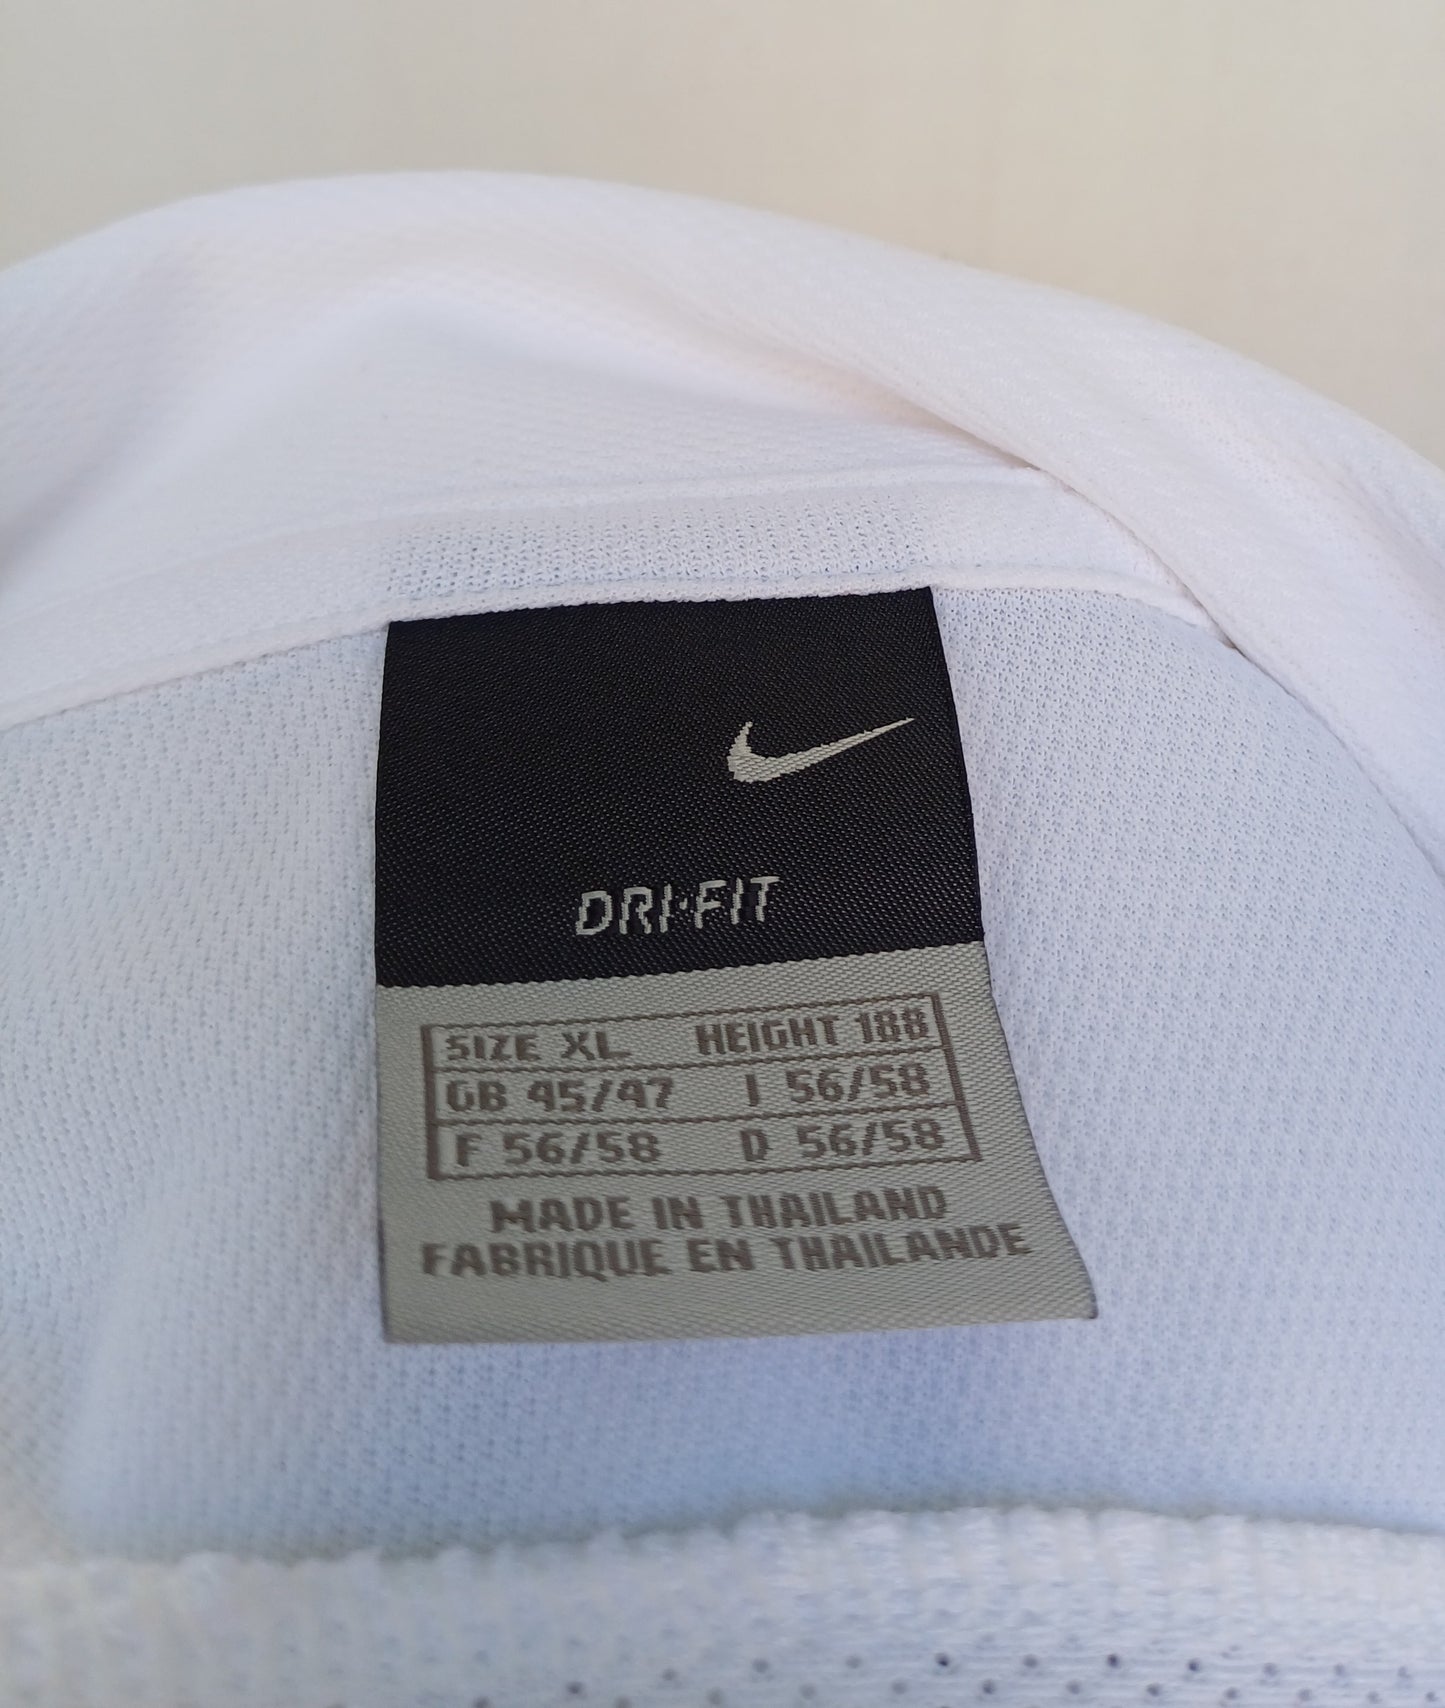 DRI·FIT
SIZE XL HEIGHT 188
GB 45/47 I 56/58
F 56/58 D 56/58
MADE IN THAILAND
FABRIQUE EN THAILANDE